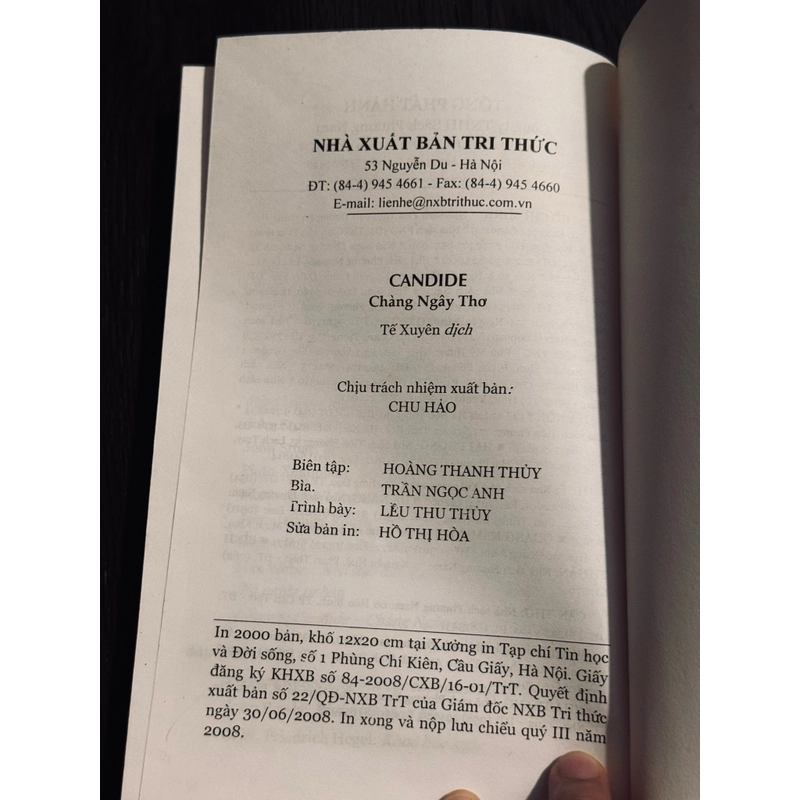 NHÀ XUẤT BẢN TRI THỨC
53 Nguyễn Du - Hà Nội
ĐT: (84-4) 945 4661 - Fax: (84-4) 945 4660
E-mail: lienhe@nxbtrithuc.com.vn
CANDIDE
Chàng Ngây Thơ
Tế Xuyên dịch
Chịu trách nhiệm xuất bản:
CHU HẢO
Biên tập: HOÀNG THANH THỦY
Bìa. TRẦN NGỌC ANH
Trình bày: LỀU THU THỦY
Sửa bản in: HỒ THỊ HÒA
In 2000 bản, khổ 12x20 cm tại Xưởng in Tạp chí Tin học
và Đời sống, số 1 Phùng Chí Kiên, Cầu Giấy, Hà Nội. Giấy
đăng ký KHXB số 84-2008/CXB/16-01/TrT. Quyết định
xuất bản số 22/QĐ-NXB TrT của Giám đốc NXB Tri thức
ngày 30/06/2008. In xong và nộp lưu chiểu quý III năm
2008.